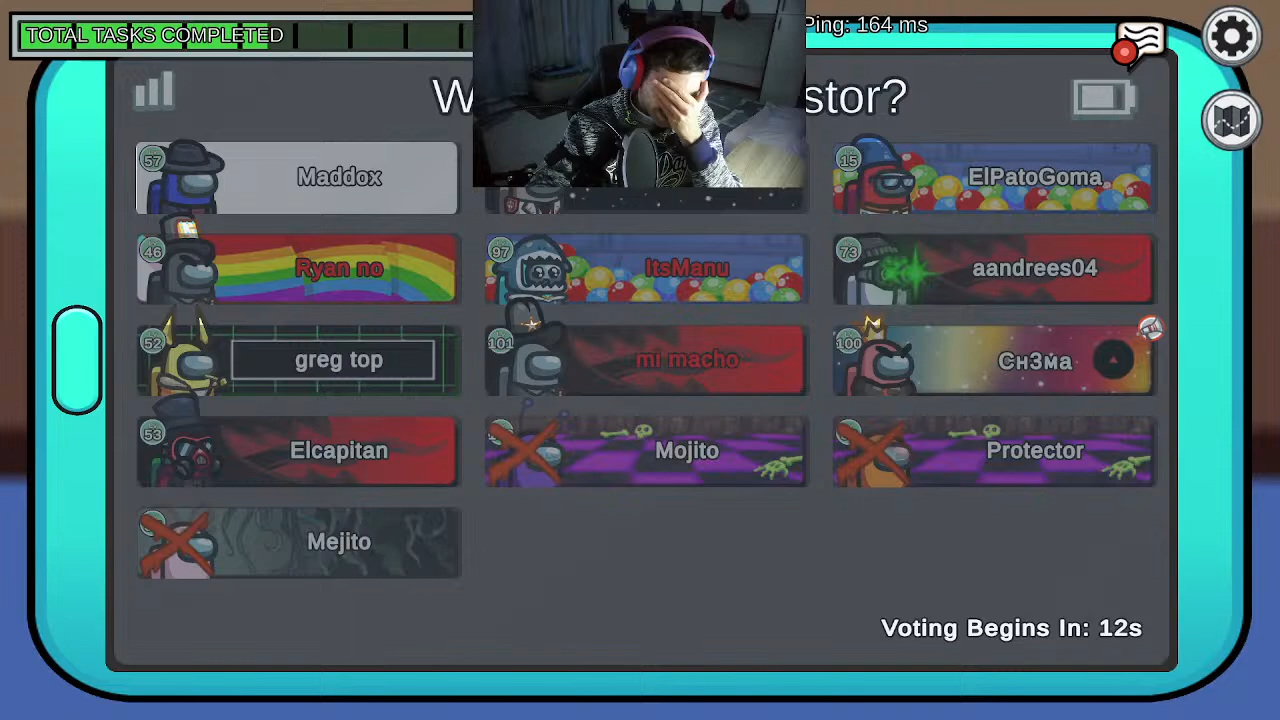 TOTAL TASKS COMPLETED
Ping: 164 ms
W stor?
57 Maddox
15 ElPatoGoma
46 Ryan no
97 ItsManu
73 aandrees04
52 greg top
101 mi macho
100 Cн3мa
53 Elcapitan
Mojito
Protector
Mejito
Voting Begins In: 12s